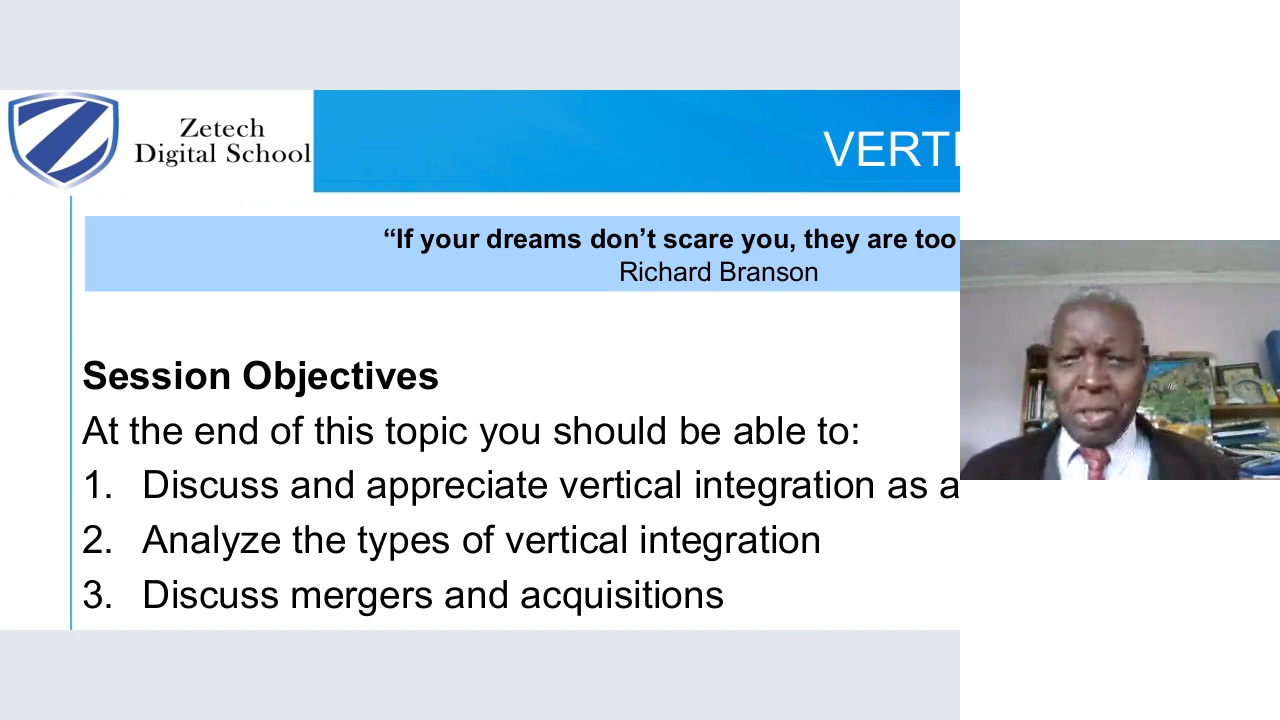 Zetech
Digital School
VERTI
“If your dreams don’t scare you, they are too
Richard Branson
Session Objectives
At the end of this topic you should be able to:
1. Discuss and appreciate vertical integration as a
2. Analyze the types of vertical integration
3. Discuss mergers and acquisitions